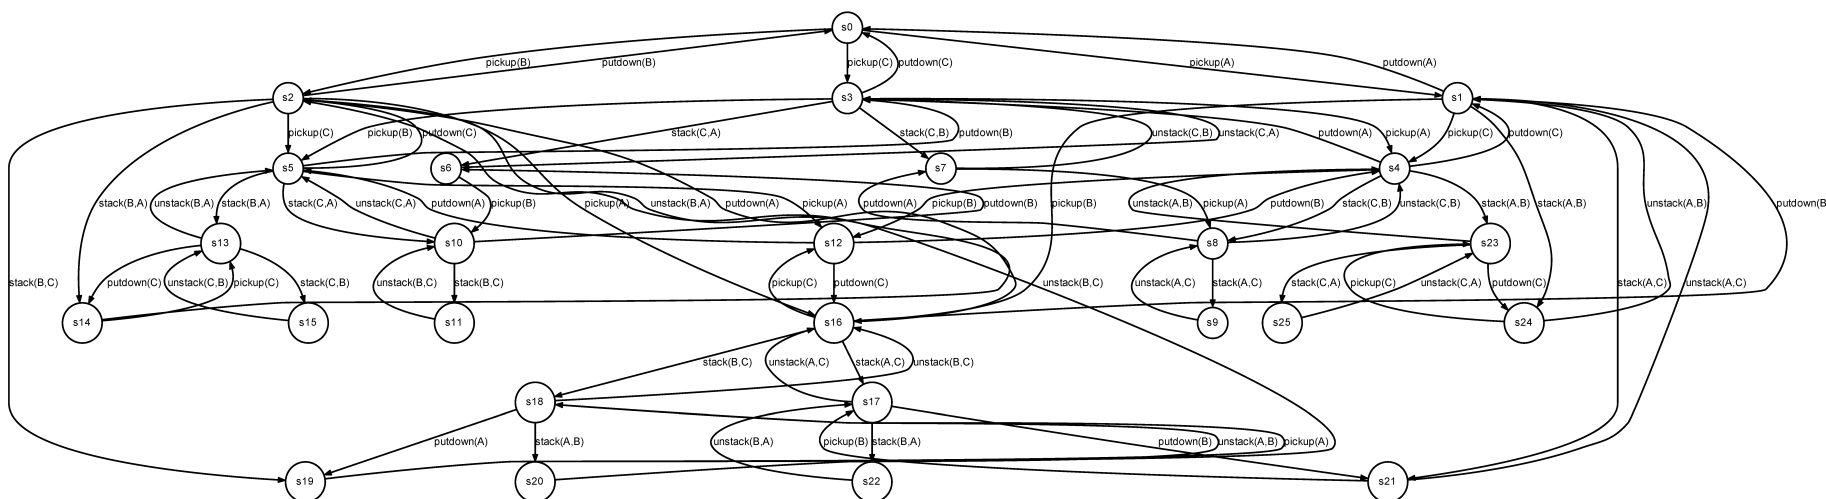 s0
pickup(B) putdown(B) pickup(C) putdown(C) pickup(A) putdown(A)
s2 s3 s1
pickup(C) pickup(B) putdown(C) stack(C,A) stack(C,B) putdown(B) unstack(C,B) unstack(C,A) putdown(A) pickup(A) pickup(C) putdown(C)
s5 s6 s7 s4
stack(B,A) unstack(B,A) stack(B,A) stack(C,A) unstack(C,A) putdown(A) pickup(B) pickup(A) unstack(B,A) putdown(A) pickup(A) putdown(A) pickup(B) putdown(B) pickup(B) pickup(A) putdown(B) unstack(A,B) stack(C,B) unstack(C,B) stack(A,B) stack(A,B) unstack(A,B) putdown(B
s13 s10 s12 s8 s23
stack(B,C) putdown(C) unstack(C,B) pickup(C) stack(C,B) unstack(B,C) stack(B,C) pickup(C) putdown(C) unstack(B,C) unstack(A,C) stack(A,C) stack(C,A) pickup(C) unstack(C,A) putdown(C) stack(A,C) unstack(A,C)
s14 s15 s11 s16 s9 s25 s24
stack(B,C) unstack(A,C) stack(A,C) unstack(B,C)
s18 s17
putdown(A) stack(A,B) unstack(B,A) pickup(B) stack(B,A) putdown(B) unstack(A,B) pickup(A)
s19 s20 s22 s21